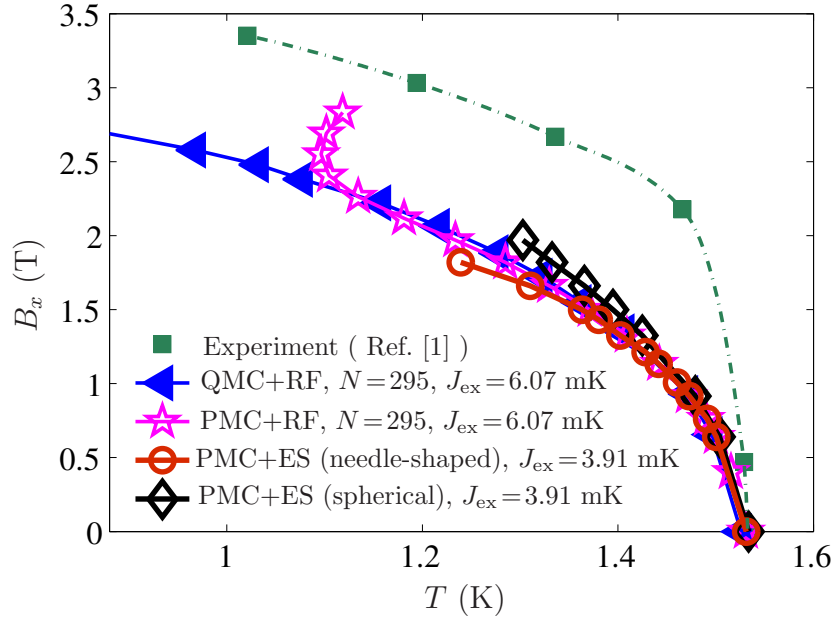 3.5
3
2.5
2
1.5
1
0.5
0
B_x (T)
Experiment ( Ref. [1] )
QMC+RF, N=295, J_ex=6.07 mK
PMC+RF, N=295, J_ex=6.07 mK
PMC+ES (needle-shaped), J_ex=3.91 mK
PMC+ES (spherical), J_ex=3.91 mK
1 1.2 1.4 1.6
T (K)